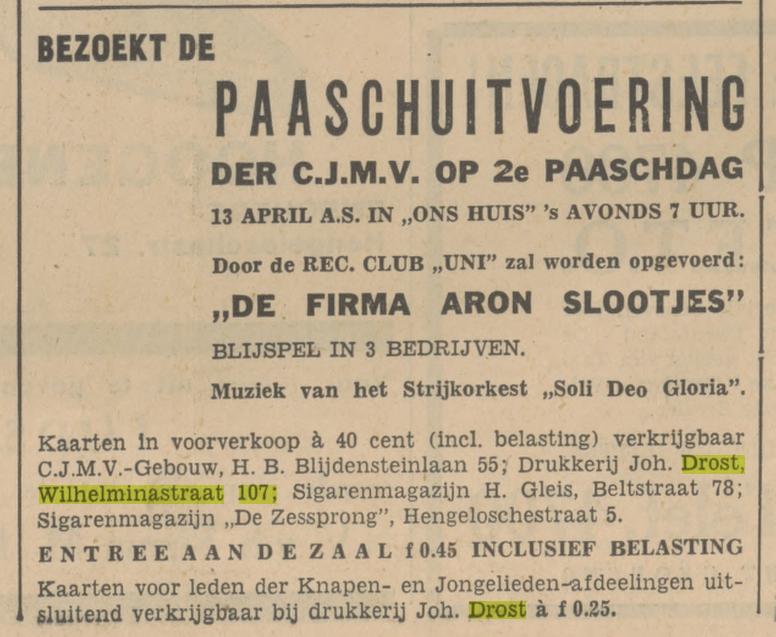 BEZOEKT DE
PAASCHUITVOERING
DER C.J.M.V. OP 2e PAASCHDAG
13 APRIL A.S. IN „ONS HUIS” 's AVONDS 7 UUR.
Door de REC. CLUB „UNI” zal worden opgevoerd:
„DE FIRMA ARON SLOOTJES”
BLIJSPEL IN 3 BEDRIJVEN.
Muziek van het Strijkorkest „Soli Deo Gloria”.
Kaarten in voorverkoop à 40 cent (incl. belasting) verkrijgbaar
C.J.M.V.-Gebouw, H. B. Blijdensteinlaan 55; Drukkerij Joh. Drost,
Wilhelminastraat 107; Sigarenmagazijn H. Gleis, Beltstraat 78;
Sigarenmagazijn „De Zessprong”, Hengeloschestraat 5.
ENTREE AAN DE ZAAL f 0.45 INCLUSIEF BELASTING
Kaarten voor leden der Knapen- en Jongelieden-afdeelingen uit-
sluitend verkrijgbaar bij drukkerij Joh. Drost à f 0.25.